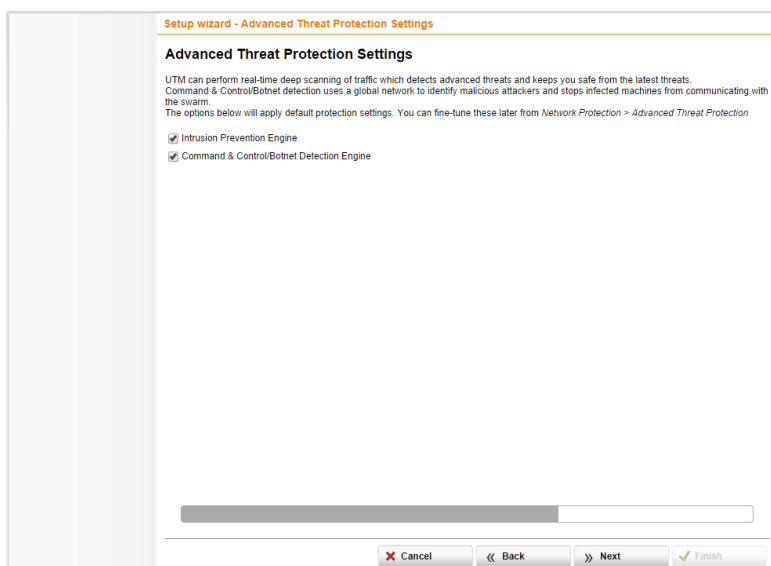 Setup wizard - Advanced Threat Protection Settings
Advanced Threat Protection Settings
UTM can perform real-time deep scanning of traffic which detects advanced threats and keeps you safe from the latest threats.
Command & Control/Botnet detection uses a global network to identify malicious attackers and stops infected machines from communicating with
the swarm.
The options below will apply default protection settings. You can fine-tune these later from Network Protection > Advanced Threat Protection
Intrusion Prevention Engine
Command & Control/Botnet Detection Engine
Cancel
Back
Next
Finish